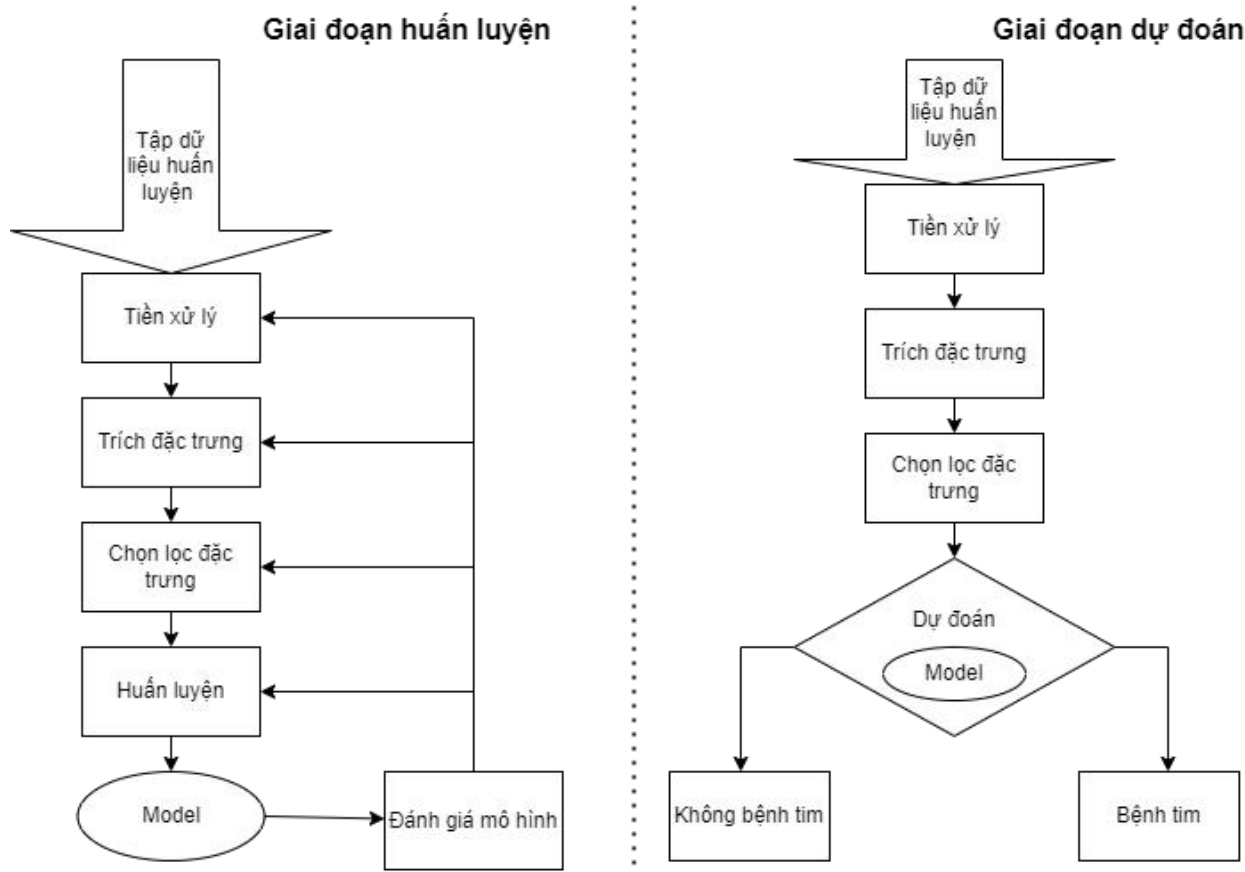 Giai đoạn huấn luyện
Tập dữ
liệu huấn
luyện
Tiền xử lý
Trích đặc trưng
Chọn lọc đặc
trưng
Huấn luyện
Model
Đánh giá mô hình
Giai đoạn dự đoán
Tập dữ
liệu huấn
luyện
Tiền xử lý
Trích đặc trưng
Chọn lọc đặc
trưng
Dự đoán
Model
Không bệnh tim
Bệnh tim